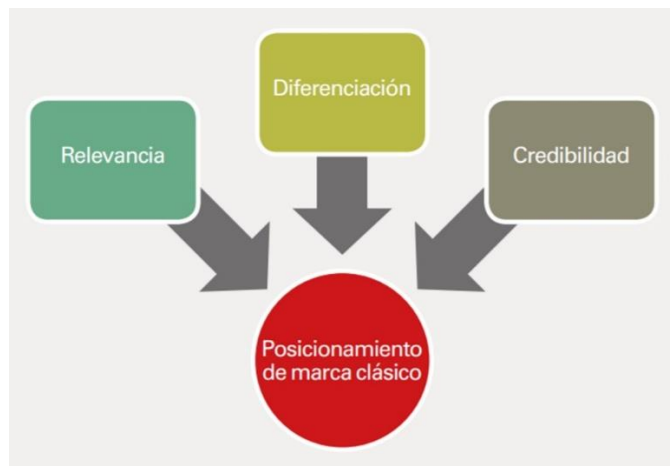 Diferenciación
Relevancia
Credibilidad
Posicionamiento
de marca clásico